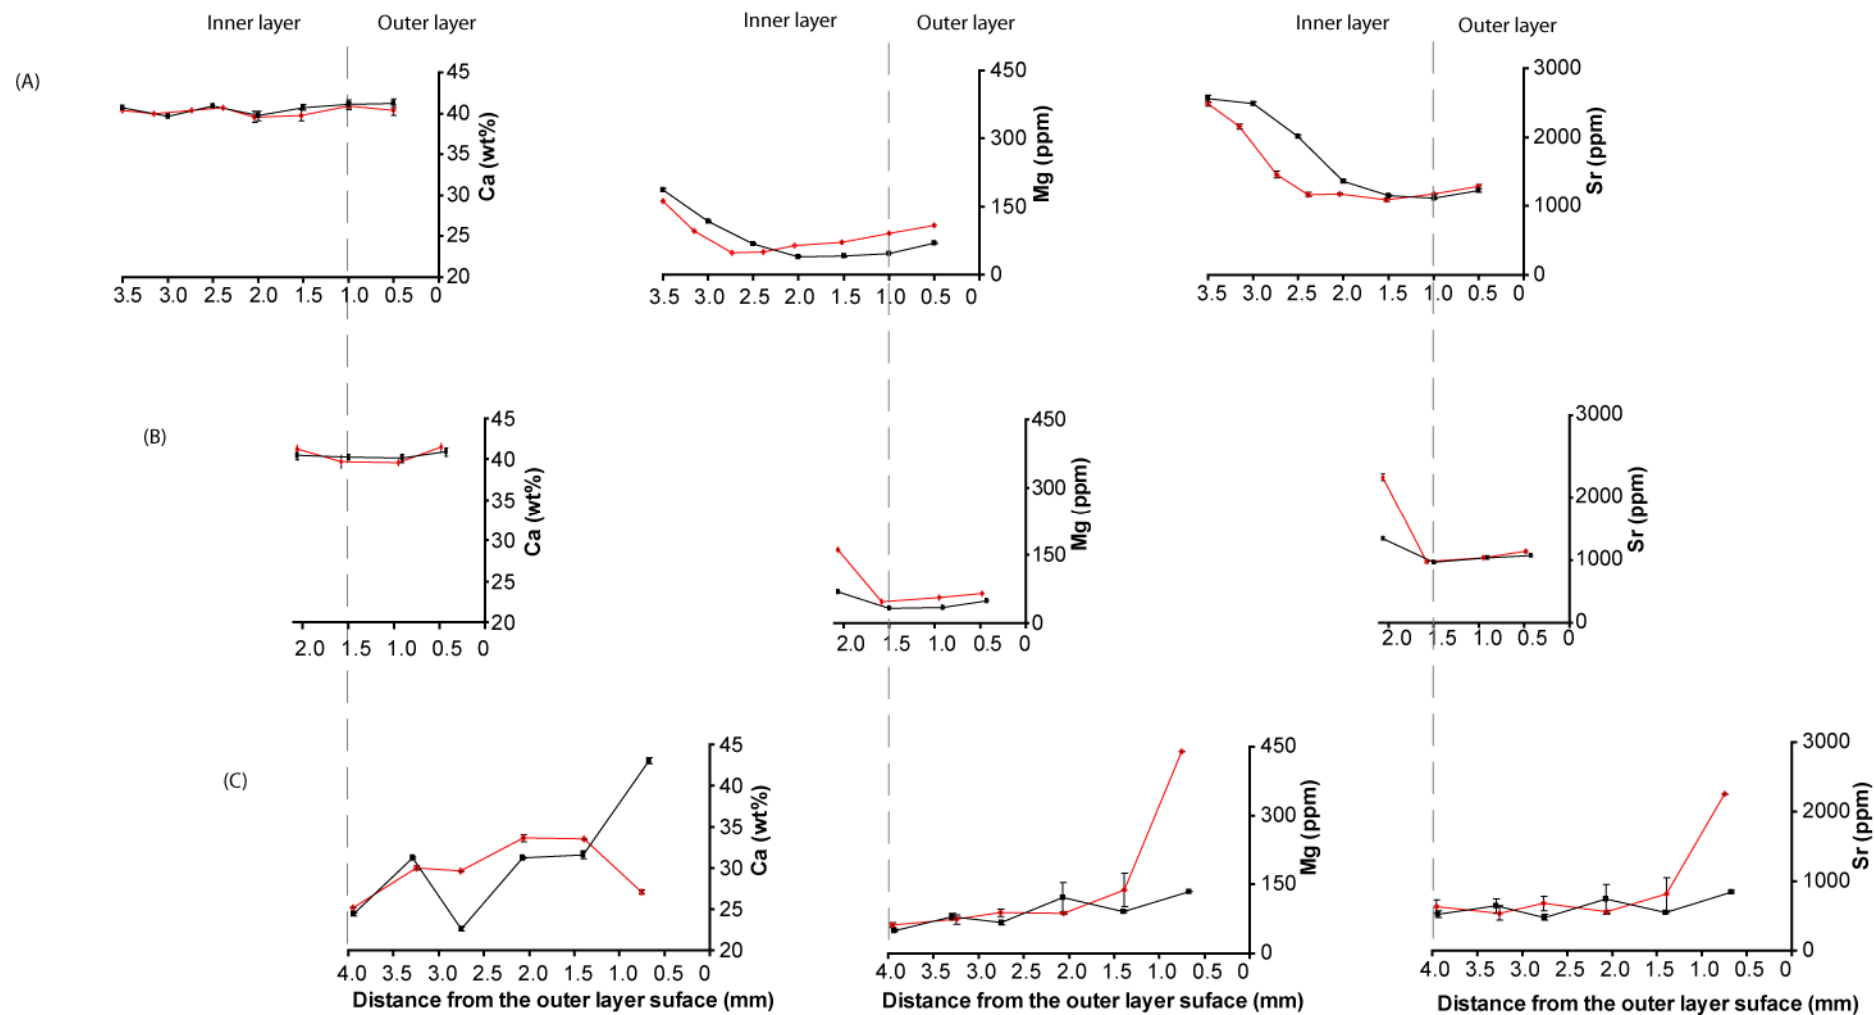 Inner layer Outer layer Inner layer Outer layer Inner layer Outer layer
(A)
45 40 35 30 25 20
Ca (wt%)
3.5 3.0 2.5 2.0 1.5 1.0 0.5 0
450 300 150 0
Mg (ppm)
3.5 3.0 2.5 2.0 1.5 1.0 0.5 0
3000 2000 1000 0
Sr (ppm)
3.5 3.0 2.5 2.0 1.5 1.0 0.5 0
(B)
45 40 35 30 25 20
Ca (wt%)
2.0 1.5 1.0 0.5 0
450 300 150 0
Mg (ppm)
2.0 1.5 1.0 0.5 0
3000 2000 1000 0
Sr (ppm)
2.0 1.5 1.0 0.5 0
(C)
45 40 35 30 25 20
Ca (wt%)
4.0 3.5 3.0 2.5 2.0 1.5 1.0 0.5 0
Distance from the outer layer suface (mm)
450 300 150 0
Mg (ppm)
4.0 3.5 3.0 2.5 2.0 1.5 1.0 0.5 0
Distance from the outer layer suface (mm)
3000 2000 1000 0
Sr (ppm)
4.0 3.5 3.0 2.5 2.0 1.5 1.0 0.5 0
Distance from the outer layer suface (mm)